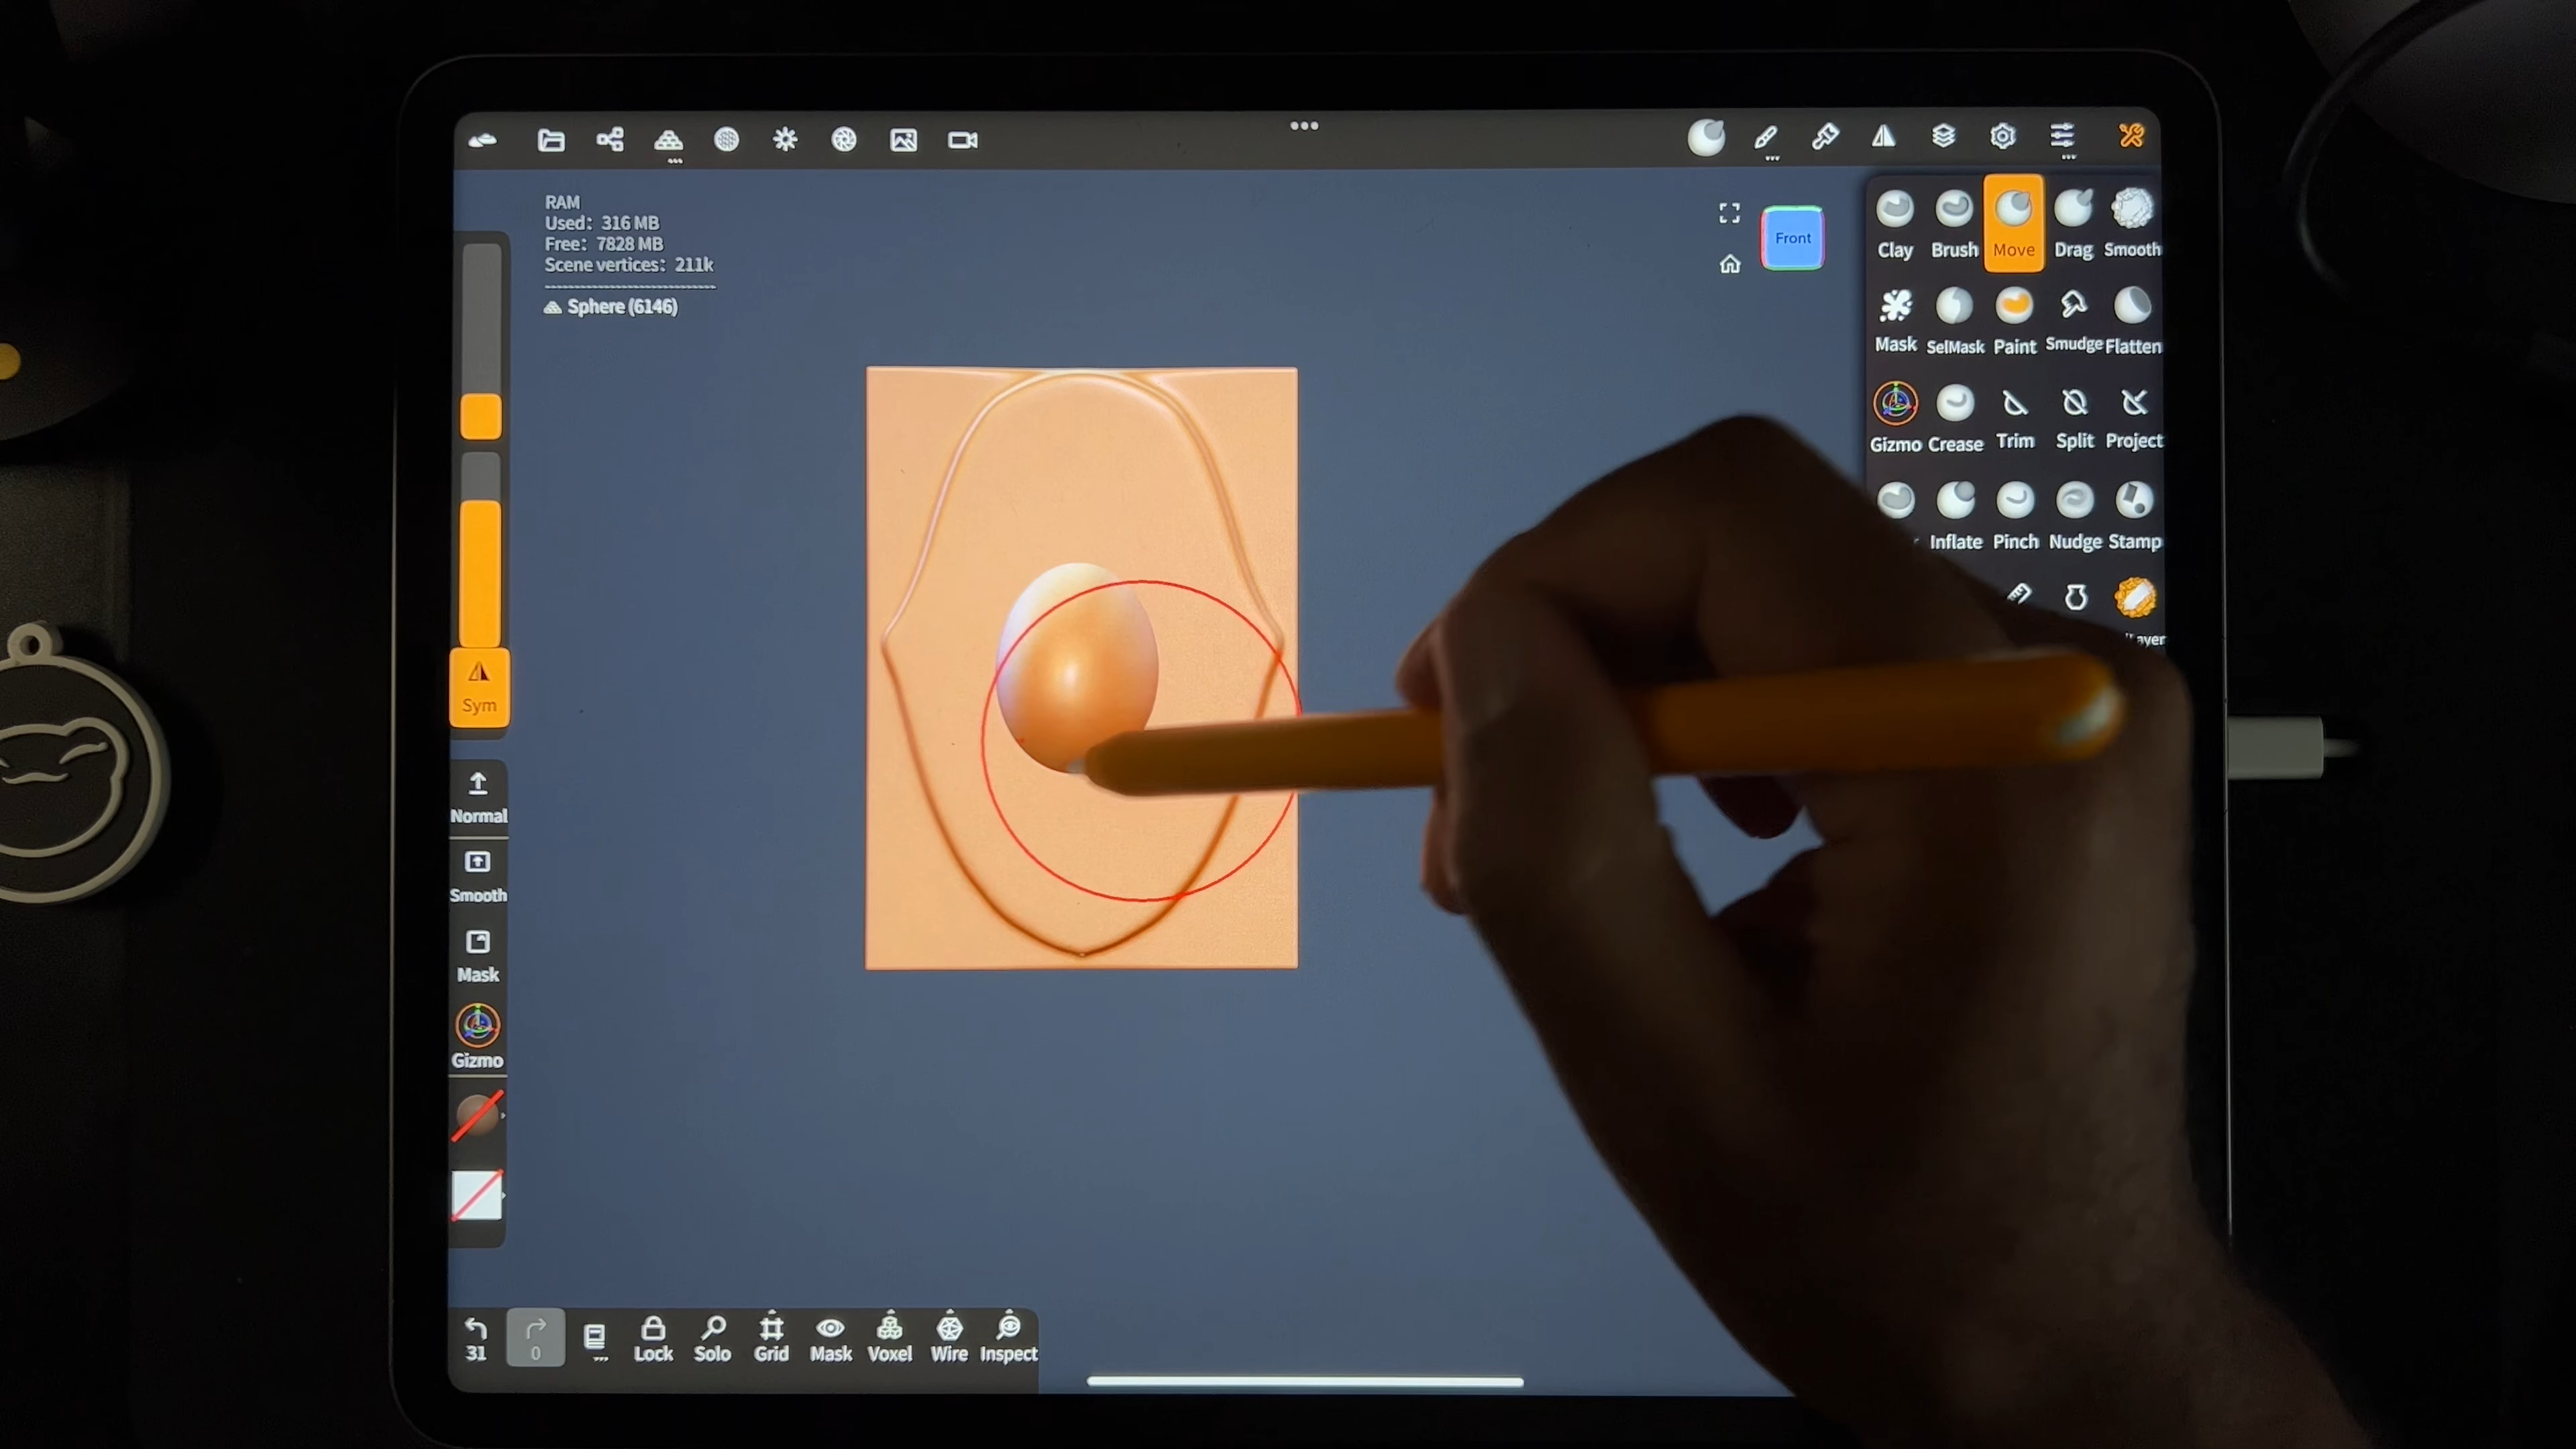 RAM
Used: 316 MB
Free: 7828 MB
Scene vertices: 211k
Sphere (6146)
Front
Clay Brush Move Drag Smooth
Mask SelMask Paint Smudge Flatten
Gizmo Crease Trim Split Project
Inflate Pinch Nudge Stamp
Sym
Normal
Smooth
Mask
Gizmo
31 0 Lock Solo Grid Mask Voxel Wire Inspect